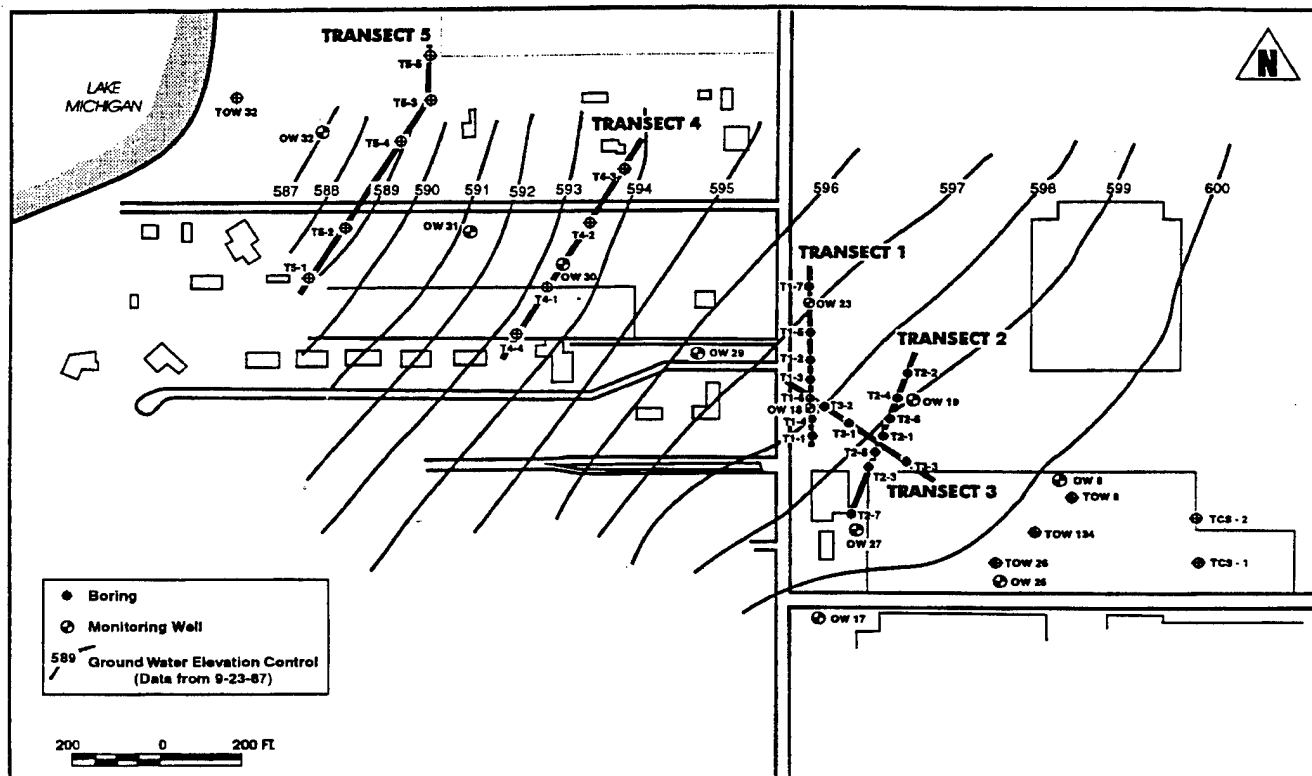 TRANSECT 5
N
LAKE
MICHIGAN
T5-5
T5-3
TOW 32
OW 32
T5-4
TRANSECT 4
T4-3
587
588
589
590
591
592
593
594
595
596
597
598
599
600
T5-2
OW 31
T4-2
T5-1
OW 30
T4-1
T4-4
OW 29
TRANSECT 1
T1-7
OW 23
T1-5
T1-2
T1-3
T1-6
OW 18
T1-4
T1-1
TRANSECT 2
T2-2
T2-4
OW 19
T3-2
T3-1
T2-6
T2-1
T2-5
T2-3
T3-3
TRANSECT 3
T2-7
OW 27
OW 8
TOW 8
TCS - 2
TOW 134
TOW 26
OW 26
TCS - 1
OW 17
Boring
Monitoring Well
589
Ground Water Elevation Control
(Data from 9-23-87)
200
0
200 FT.